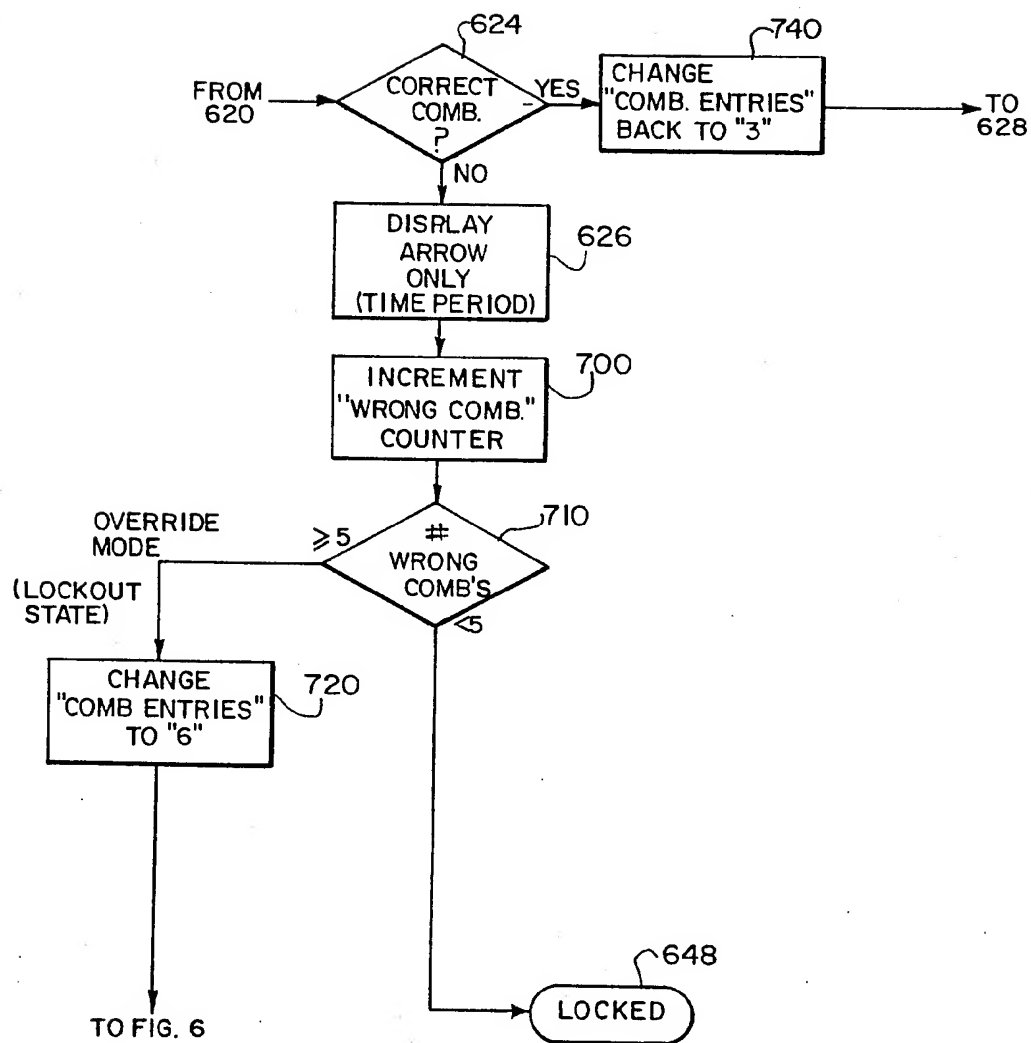 624
740
FROM
620
CORRECT
COMB.
?
YES
CHANGE
"COMB. ENTRIES"
BACK TO "3"
TO
628
NO
DISPLAY
ARROW
ONLY
(TIME PERIOD)
626
INCREMENT
"WRONG COMB."
COUNTER
700
OVERRIDE
MODE
≥5
#
WRONG
COMB'S
710
<5
(LOCKOUT
STATE)
CHANGE
"COMB ENTRIES"
TO "6"
720
648
LOCKED
TO FIG. 6